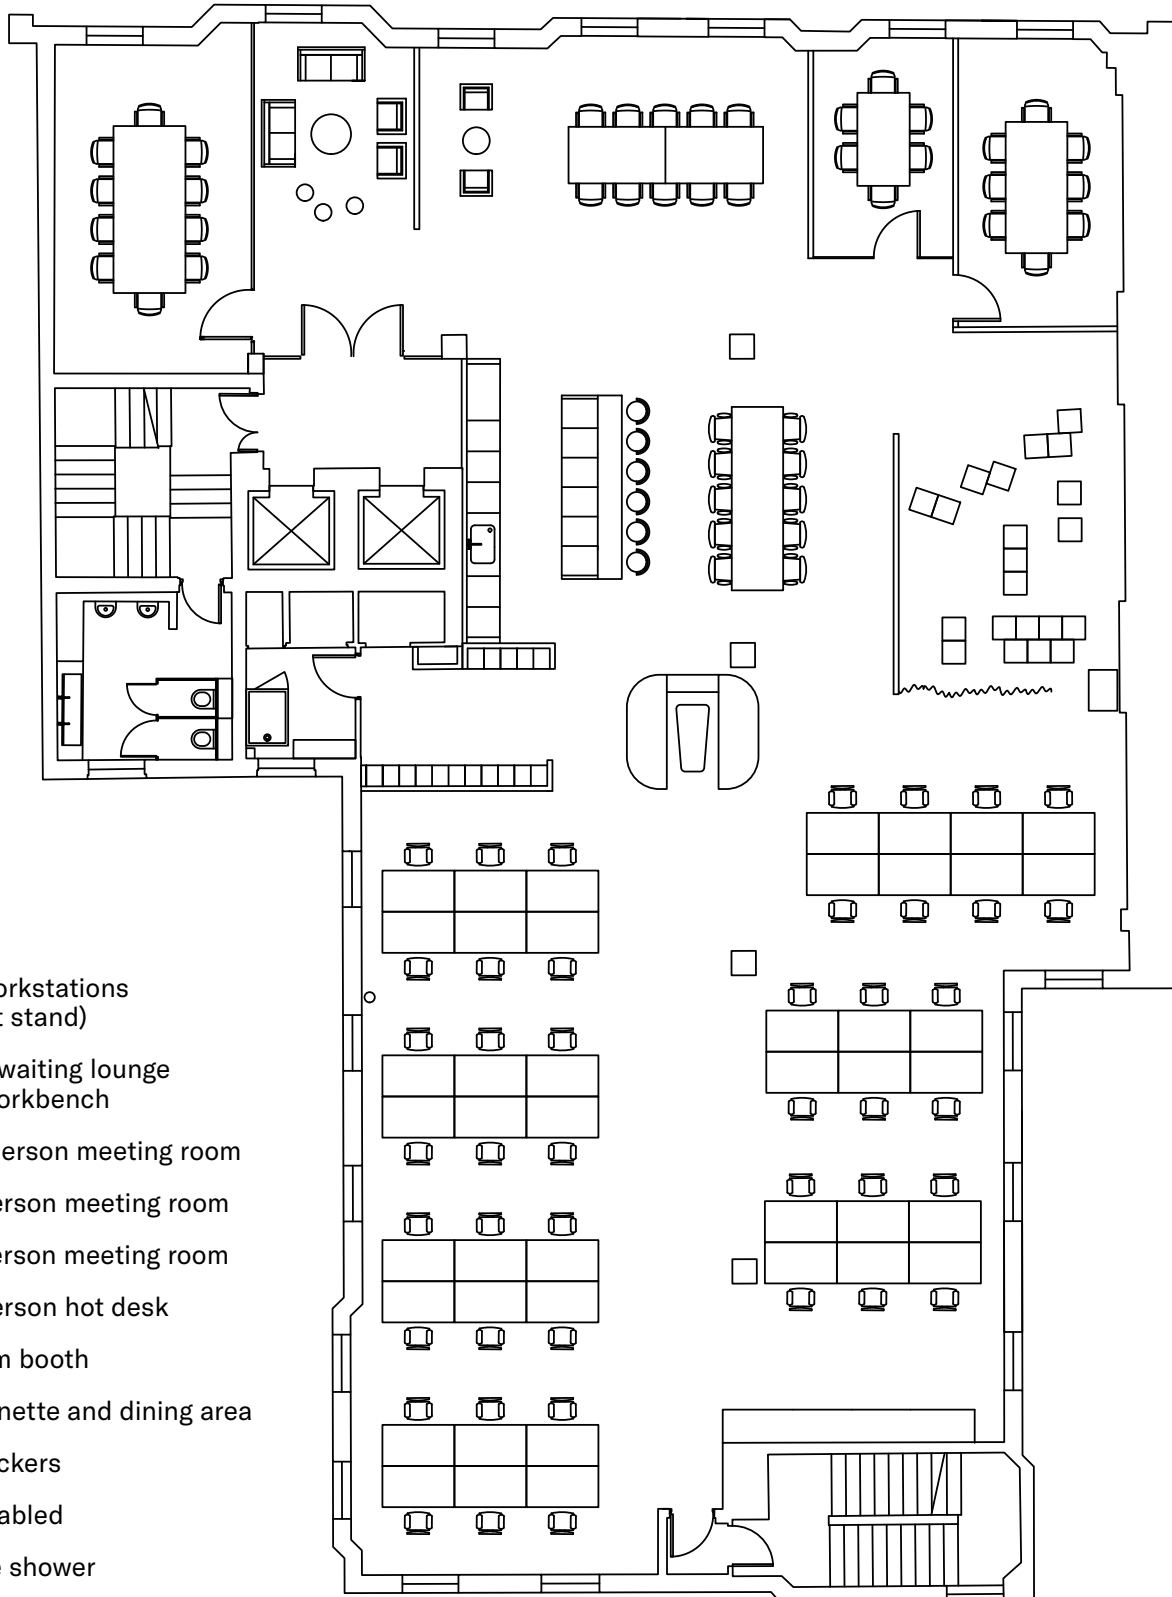 orkstations
t stand)
waiting lounge
orkbench
erson meeting room
erson meeting room
erson meeting room
erson hot desk
m booth
nette and dining area
ckers
abled
e shower